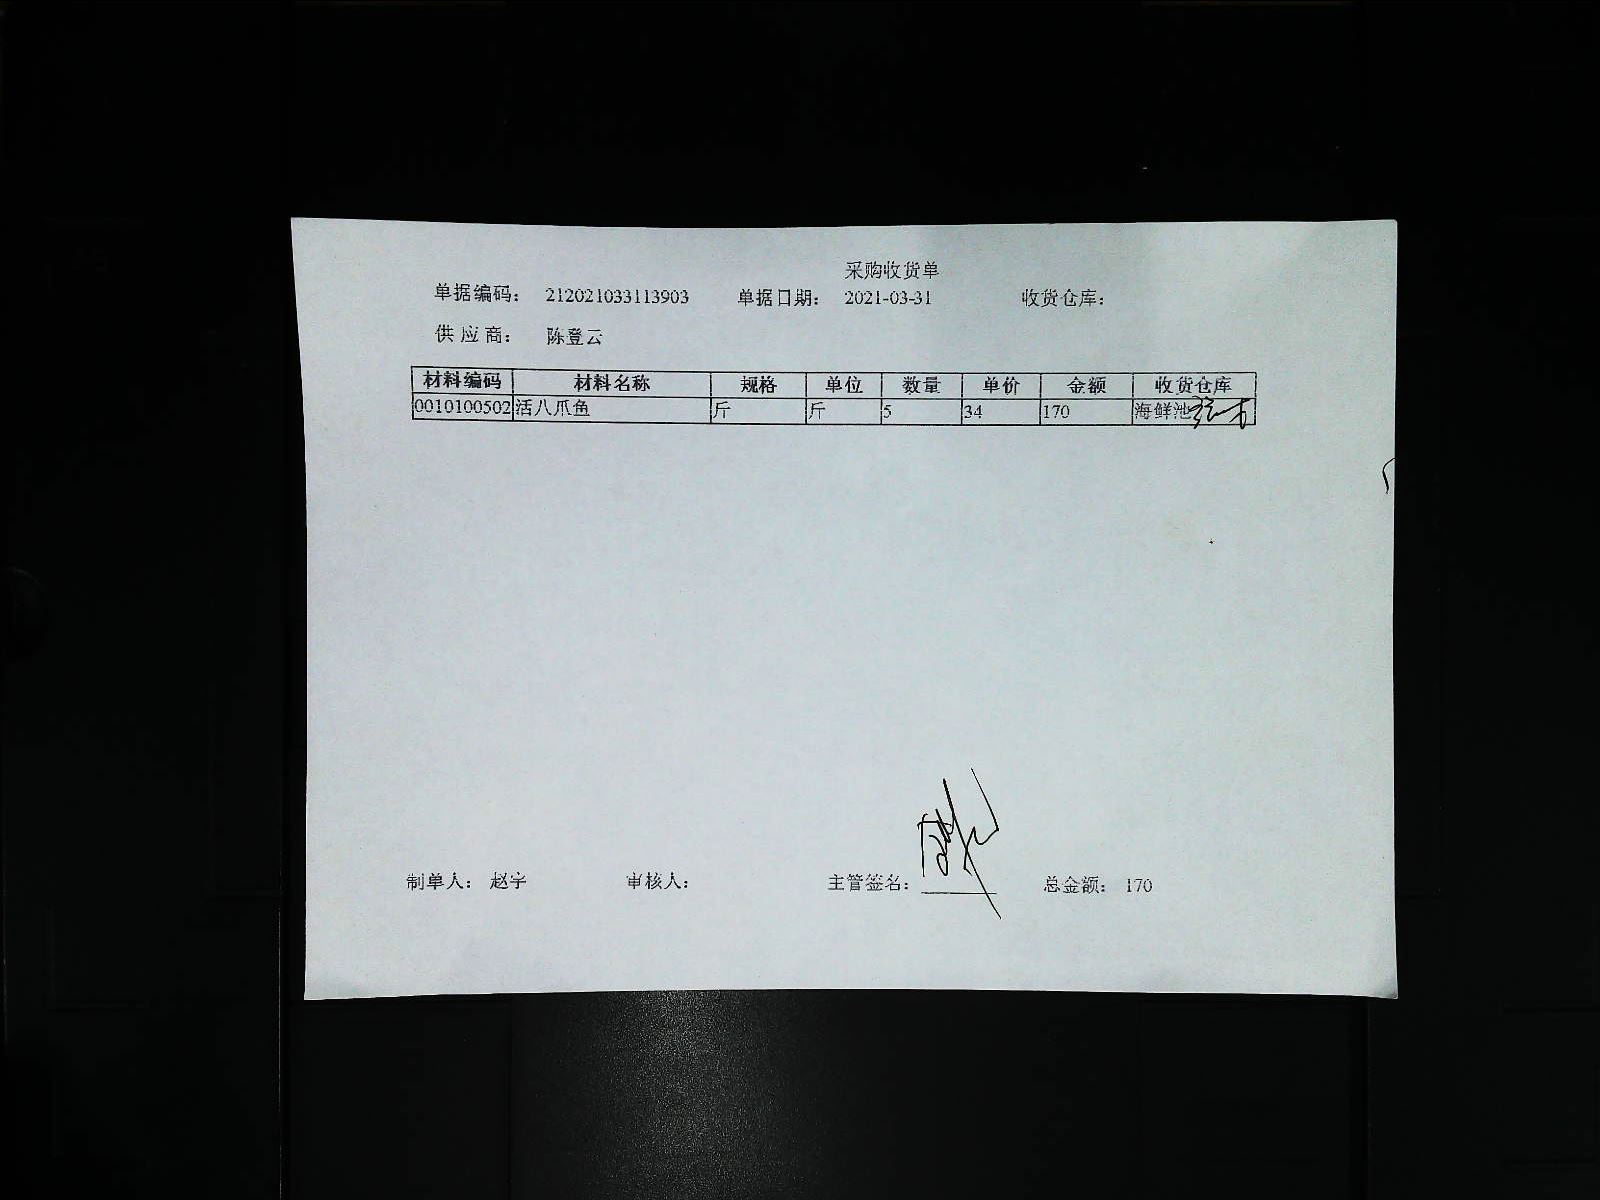 采购收货单
单据编码： 212021033113903 单据日期： 2021-03-31 收货仓库：
供应商： 陈登云
材料编码 材料名称 规格 单位 数量 单价 金额 收货仓库
0010100502 活八爪鱼 斤 斤 5 34 170 海鲜池
制单人： 赵宇 审核人： 主管签名： 总金额： 170